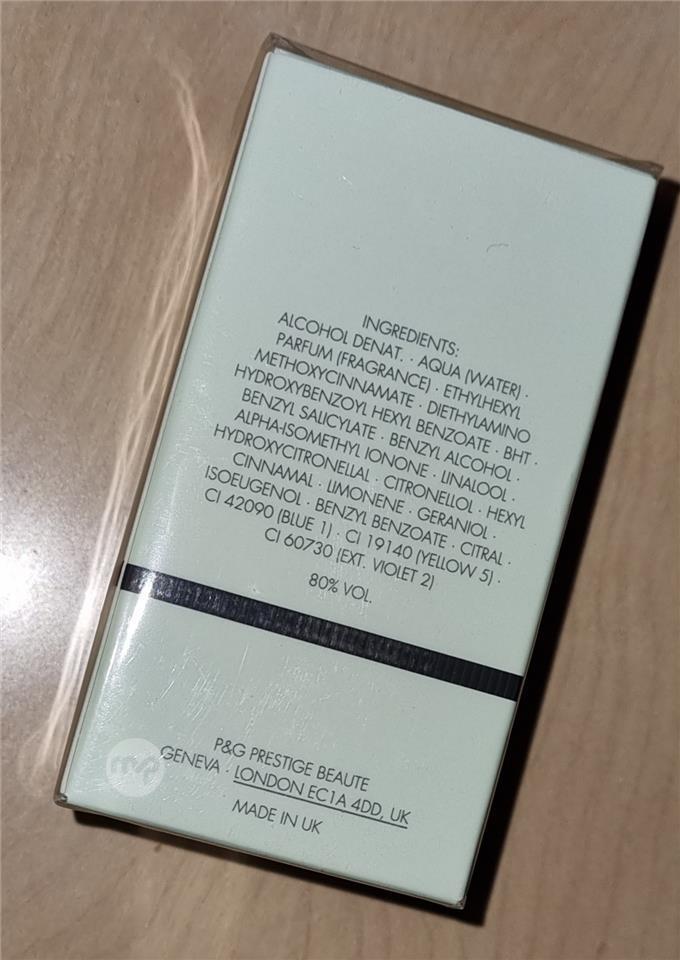 INGREDIENTS:
ALCOHOL DENAT. · AQUA (WATER) ·
PARFUM (FRAGRANCE) · ETHYLHEXYL
METHOXYCINNAMATE · DIETHYLAMINO
HYDROXYBENZOYL HEXYL BENZOATE · BHT ·
BENZYL SALICYLATE · BENZYL ALCOHOL ·
ALPHA-ISOMETHYL IONONE · LINALOOL ·
HYDROXYCITRONELLAL · CITRONELLOL · HEXYL
CINNAMAL · LIMONENE · GERANIOL ·
ISOEUGENOL · BENZYL BENZOATE · CITRAL ·
CI 42090 (BLUE 1) · CI 19140 (YELLOW 5) ·
CI 60730 (EXT. VIOLET 2)
80% VOL.
P&G PRESTIGE BEAUTE
GENEVA · LONDON EC1A 4DD, UK
MADE IN UK